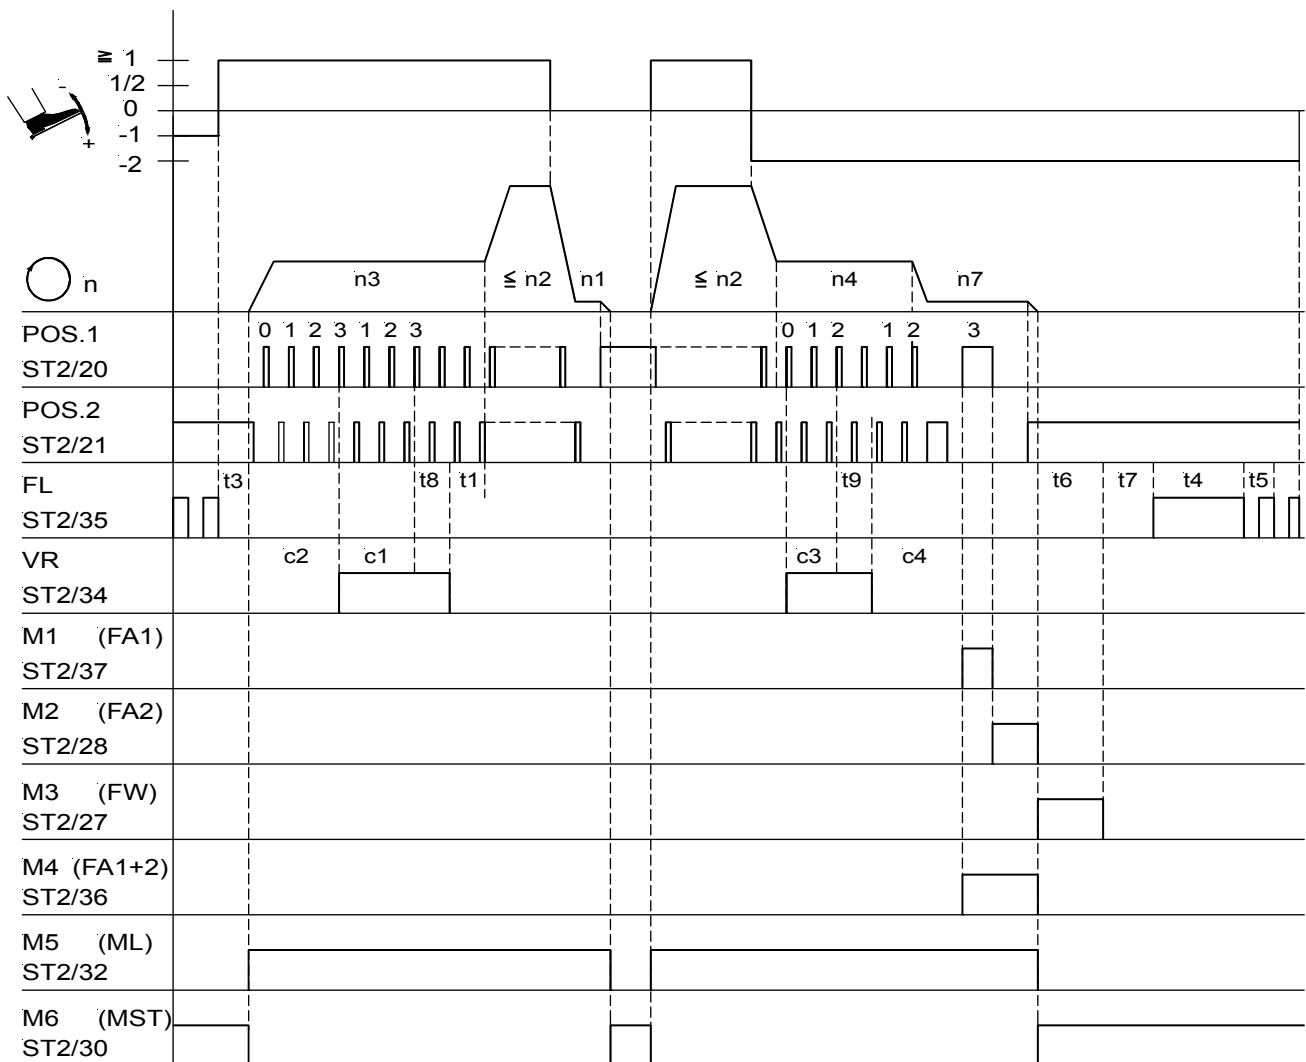 ≧ 1
1/2
0
-1
-2
-
+
n
n3
≦ n2
n1
≦ n2
n4
n7
POS.1
ST2/20
0 1 2 3 1 2 3
0 1 2 1 2 3
POS.2
ST2/21
FL
ST2/35
t3
t8
t1
t9
t6
t7
t4
t5
VR
ST2/34
c2
c1
c3
c4
M1 (FA1)
ST2/37
M2 (FA2)
ST2/28
M3 (FW)
ST2/27
M4 (FA1+2)
ST2/36
M5 (ML)
ST2/32
M6 (MST)
ST2/30